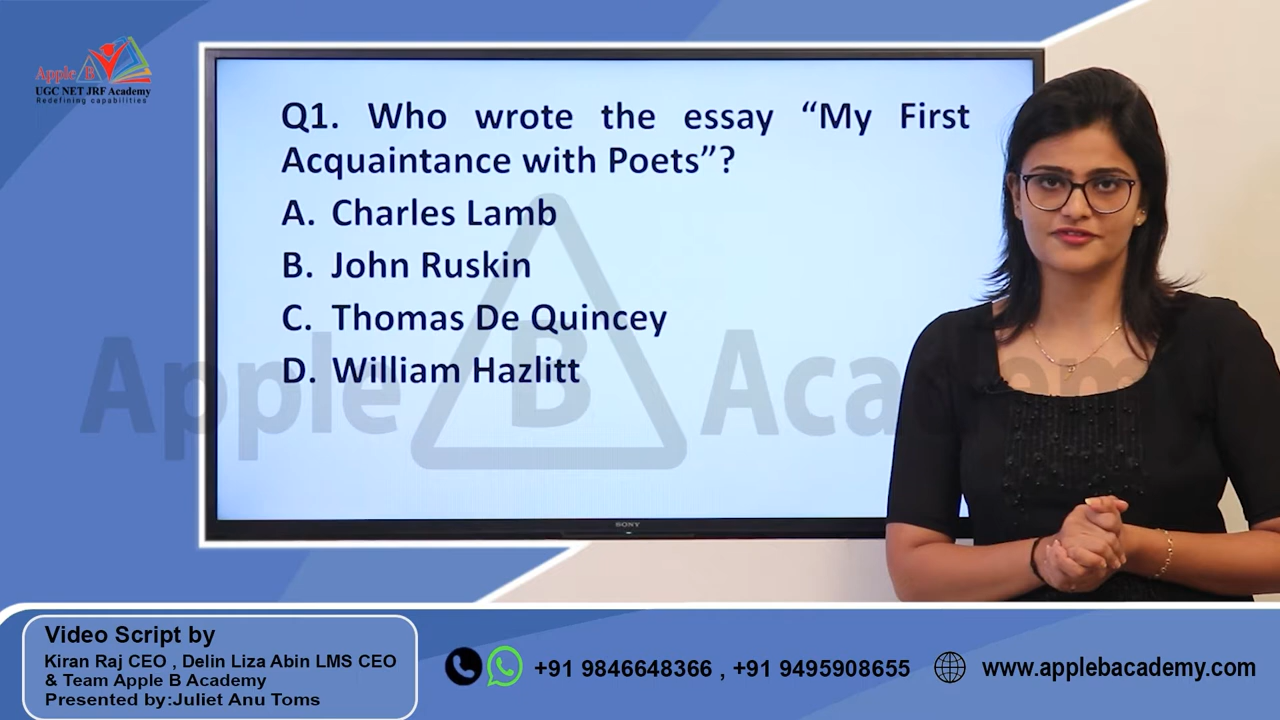 Apple B
UGC NET JRF Academy
Redefining capabilities
Q1. Who wrote the essay “My First
Acquaintance with Poets”?
A. Charles Lamb
B. John Ruskin
C. Thomas De Quincey
D. William Hazlitt
Apple B Academy
SONY
Video Script by
Kiran Raj CEO , Delin Liza Abin LMS CEO
& Team Apple B Academy
Presented by:Juliet Anu Toms
+91 9846648366 , +91 9495908655
www.applebacademy.com